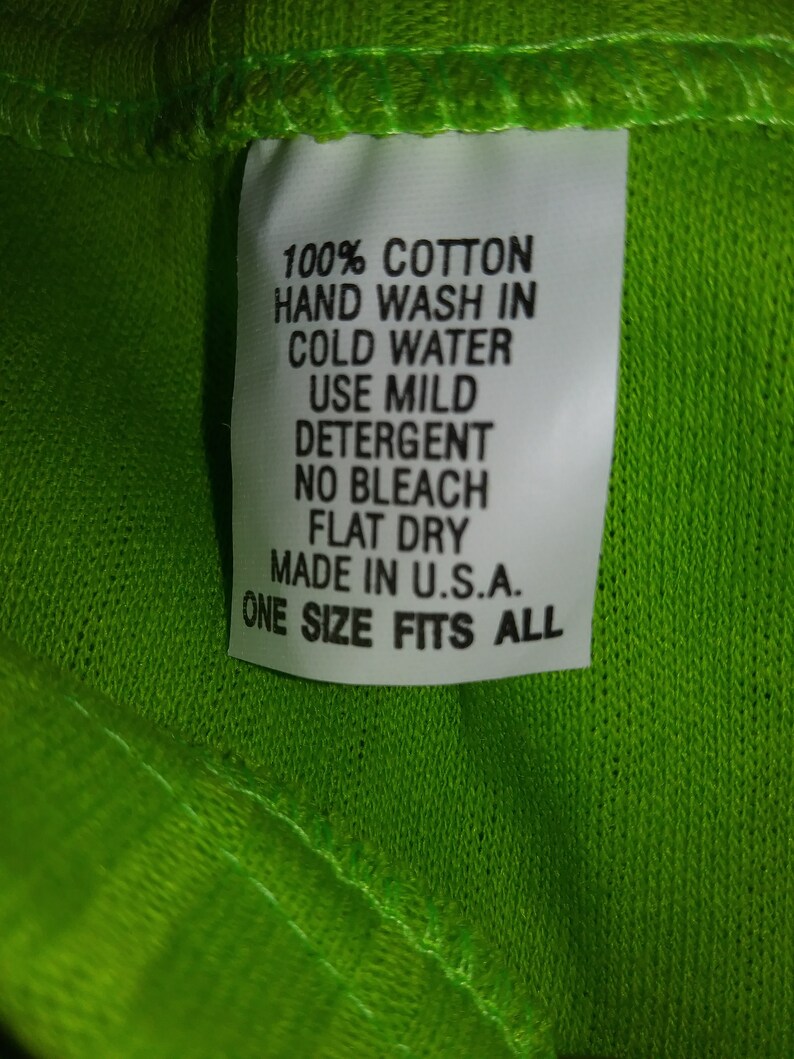 100% COTTON
HAND WASH IN
COLD WATER
USE MILD
DETERGENT
NO BLEACH
FLAT DRY
MADE IN U.S.A.
ONE SIZE FITS ALL